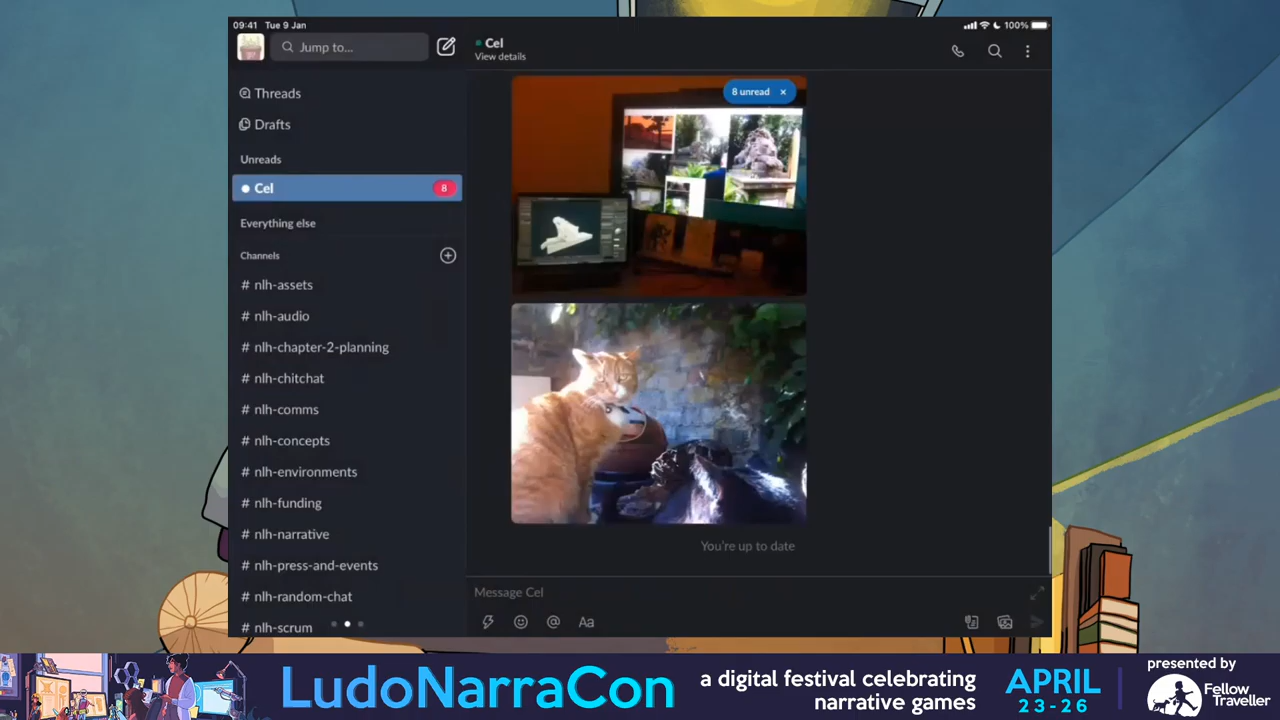 09:41 Tue 9 Jan
100%
Jump to...
Cel
View details
8 unread ×
Threads
Drafts
Unreads
Cel
8
Everything else
Channels
# nlh-assets
# nlh-audio
# nlh-chapter-2-planning
# nlh-chitchat
# nlh-comms
# nlh-concepts
# nlh-environments
# nlh-funding
# nlh-narrative
# nlh-press-and-events
# nlh-random-chat
# nlh-scrum
You're up to date
Message Cel
@ Aa
LudoNarraCon
a digital festival celebrating
narrative games
APRIL
23-26
presented by
Fellow
Traveller